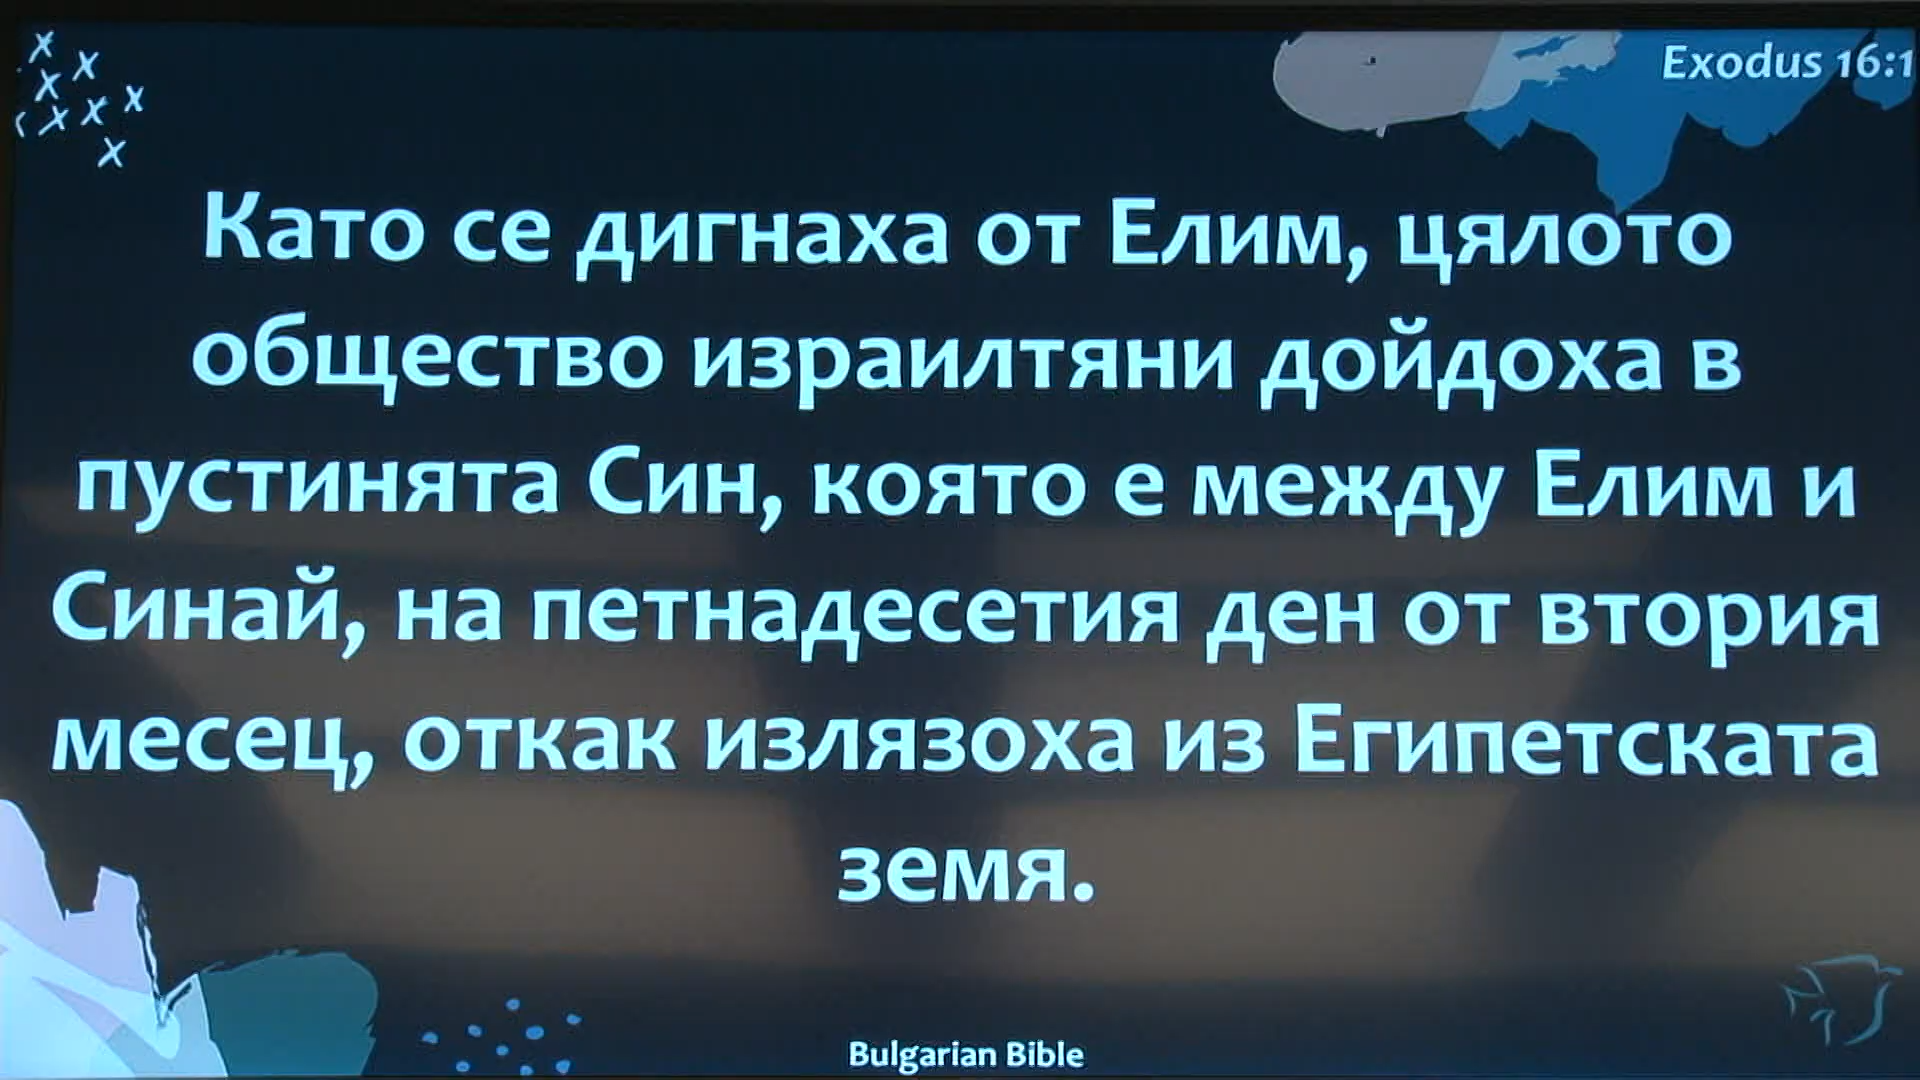 Exodus 16:1
Като се дигнаха от Елим, цялото
общество израилтяни дойдоха в
пустинята Син, която е между Елим и
Синай, на петнадесетия ден от втория
месец, откак излязоха из Египетската
земя.
Bulgarian Bible